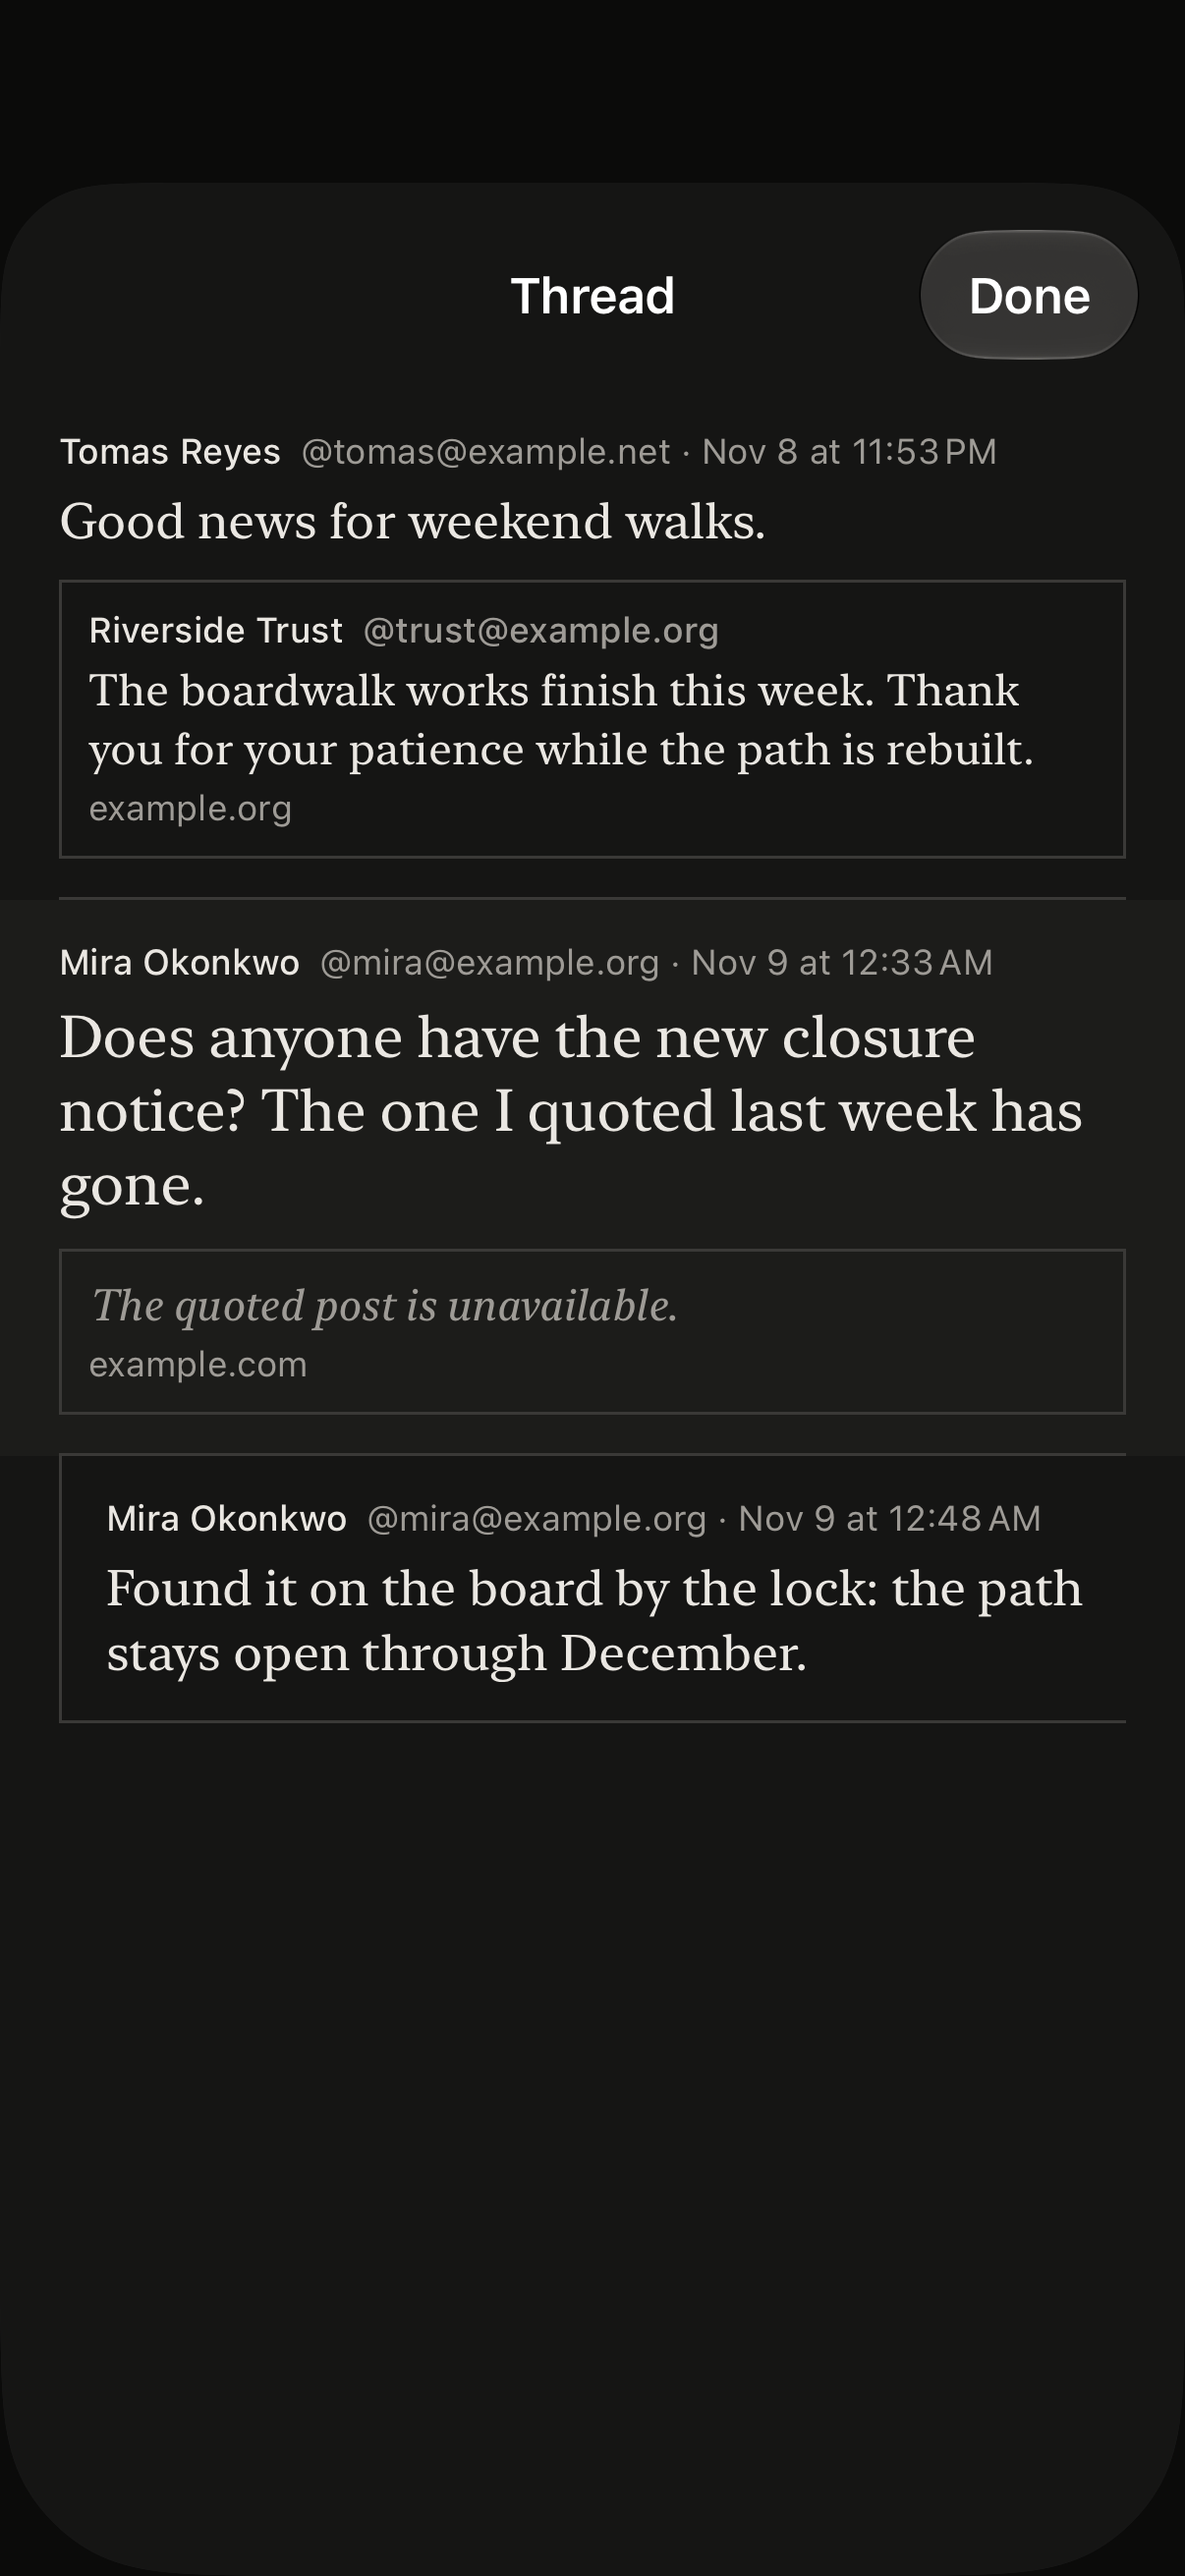 Thread
Done
Tomas Reyes @tomas@example.net · Nov 8 at 11:53 PM
Good news for weekend walks.
Riverside Trust @trust@example.org
The boardwalk works finish this week. Thank
you for your patience while the path is rebuilt.
example.org
Mira Okonkwo @mira@example.org · Nov 9 at 12:33 AM
Does anyone have the new closure
notice? The one I quoted last week has
gone.
The quoted post is unavailable.
example.com
Mira Okonkwo @mira@example.org · Nov 9 at 12:48 AM
Found it on the board by the lock: the path
stays open through December.